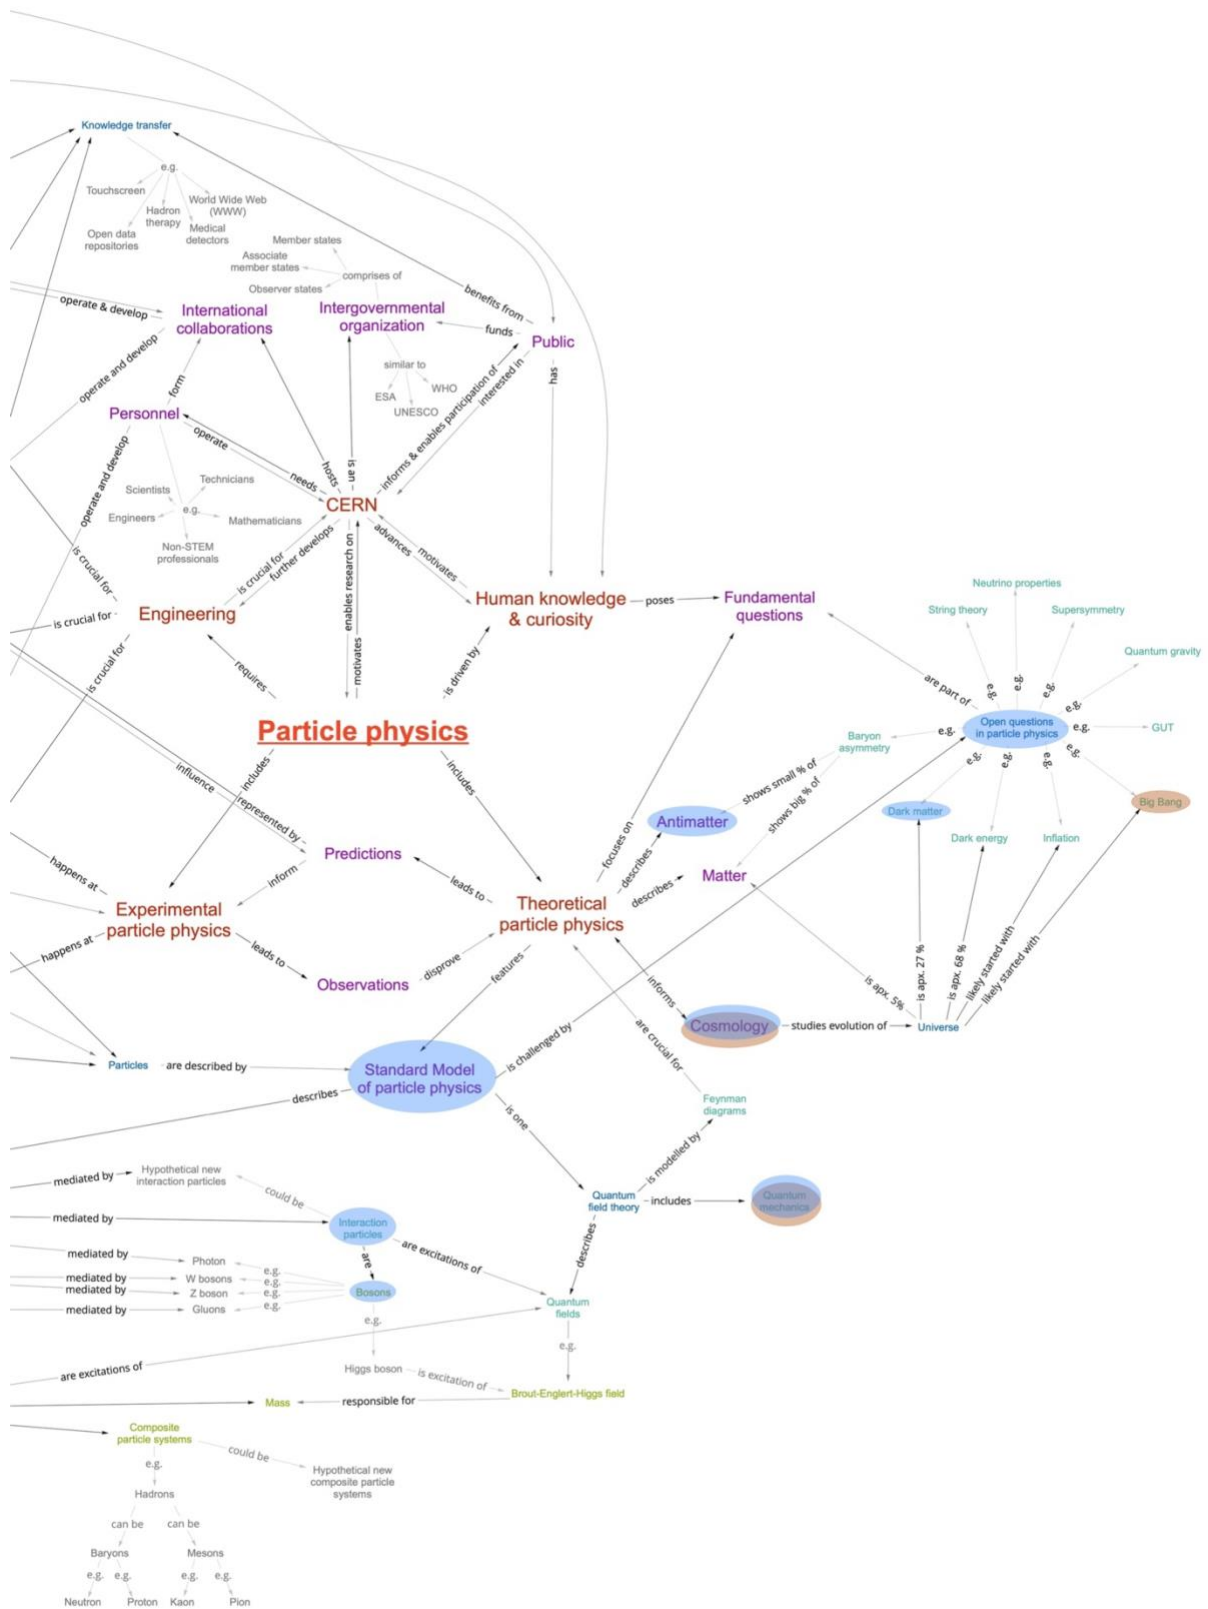 Knowledge transfer
e.g.
Touchscreen
World Wide Web
(WWW)
Hadron
therapy
Medical
detectors
Open data
repositories
Member states
Associate
member states
comprises of
Observer states
benefits from
operate & develop
International
collaborations
Intergovernmental
organization
funds
Public
operate and develop
form
similar to
ESA
WHO
UNESCO
informs & enables participation of
interested in
has
Personnel
operate
needs
hosts
is an
operate and develop
Scientists
Technicians
Engineers
e.g.
Mathematicians
Non-STEM
professionals
CERN
is crucial for
is crucial for
further develops
enables research on
motivates
advances
motivates
is crucial for
Engineering
is crucial for
requires
Human knowledge
& curiosity
is driven by
poses
Fundamental
questions
Neutrino properties
String theory
Supersymmetry
Quantum gravity
are part of
e.g.
e.g.
e.g.
e.g.
Open questions
in particle physics
e.g.
e.g.
GUT
e.g.
e.g.
e.g.
e.g.
Particle physics
includes
includes
Baryon
asymmetry
shows small % of
shows big % of
influence
represented by
Predictions
inform
leads to
focuses on
describes
describes
Antimatter
Matter
Dark matter
Dark energy
Inflation
Big Bang
happens at
Experimental
particle physics
happens at
leads to
Observations
disprove
Theoretical
particle physics
features
informs
are crucial for
is apx. 5%
is apx. 27 %
is apx. 68 %
likely started with
likely started with
Cosmology
studies evolution of
Universe
Particles
are described by
Standard Model
of particle physics
is challenged by
describes
is one
Feynman
diagrams
is modelled by
Quantum
field theory
includes
Quantum
mechanics
describes
mediated by
Hypothetical new
interaction particles
could be
mediated by
Interaction
particles
are
are excitations of
mediated by
Photon
e.g.
mediated by
W bosons
e.g.
mediated by
Z boson
e.g.
Bosons
mediated by
Gluons
e.g.
Quantum
fields
e.g.
e.g.
are excitations of
Higgs boson
is excitation of
Brout-Englert-Higgs field
Mass
responsible for
Composite
particle systems
could be
e.g.
Hypothetical new
composite particle
systems
Hadrons
can be
can be
Baryons
Mesons
e.g.
e.g.
e.g.
e.g.
Neutron
Proton
Kaon
Pion